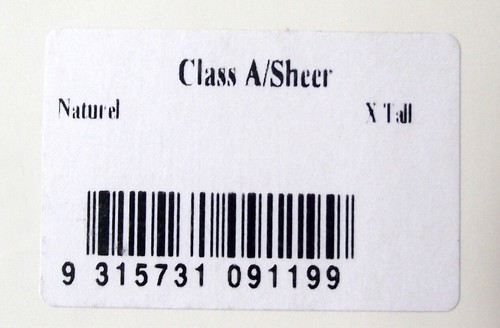 Class A/Sheer
Naturel X Tall
9 315731 091199